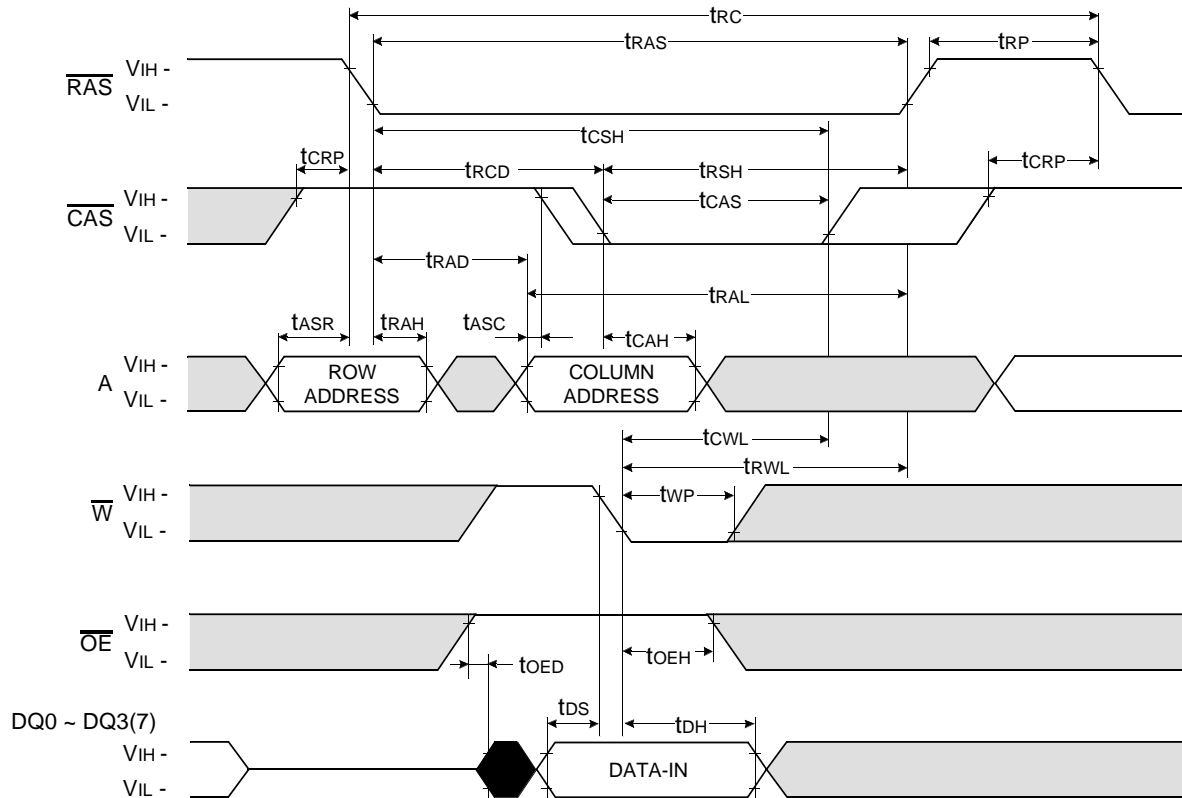 tRC
tRAS
tRP
RAS
VIH -
VIL -
tCSH
tCRP
tRCD
tRSH
tCRP
CAS
VIH -
VIL -
tCAS
tRAD
tRAL
tASR
tRAH
tASC
tCAH
A
VIH -
VIL -
ROW
ADDRESS
COLUMN
ADDRESS
tCWL
tRWL
W
VIH -
VIL -
tWP
OE
VIH -
VIL -
tOED
tOEH
DQ0 ~ DQ3(7)
tDS
tDH
VIH -
VIL -
DATA-IN